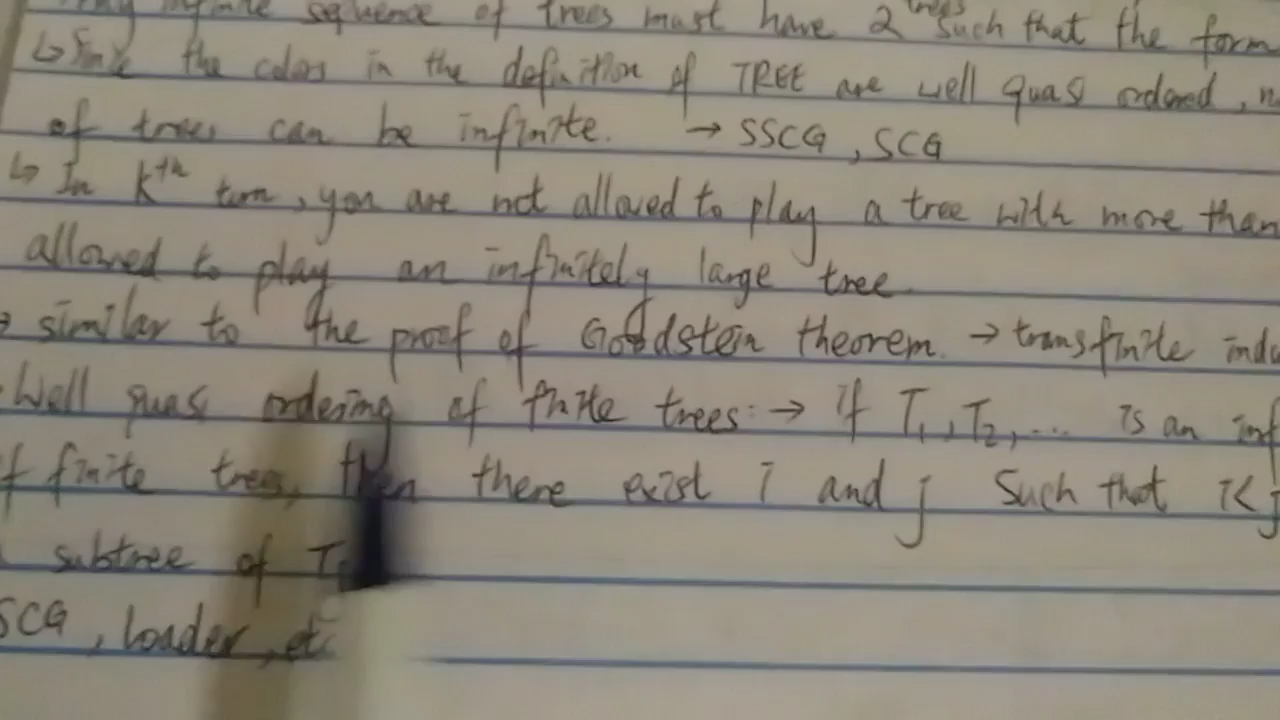 infinite sequence of trees must have 2 trees such that the form
↳ Since the colors in the definition of TREE are well quasi ordered, n
of trees can be infinite. → SSCG, SCG
↳ In kth turn, you are not allowed to play a tree with more than
allowed to play an infinitely large tree.
similar to the proof of Goodstein theorem. → transfinite indu
Well quasi ordering of finite trees: → if T1, T2, ... is an inf
f finite trees, then there exist i and j such that i<j
subtree of T
SCG, loader, etc